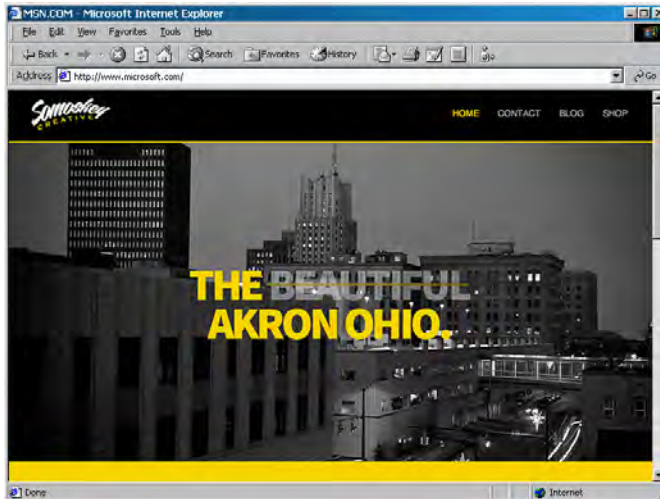 MSN.COM - Microsoft Internet Explorer
File Edit View Favorites Tools Help
Back Search Favorites History
Address http://www.microsoft.com/ Go
Somoskey
CREATIVE
HOME CONTACT BLOG SHOP
THE BEAUTIFUL
AKRON OHIO.
Done Internet